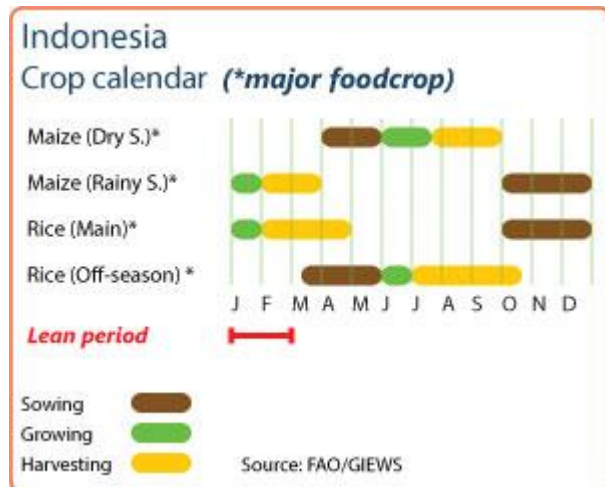 Indonesia
Crop calendar (*major foodcrop)
Maize (Dry S.)*
Maize (Rainy S.)*
Rice (Main)*
Rice (Off-season) *
J F M A M J J A S O N D
Lean period
Sowing
Growing
Harvesting
Source: FAO/GIEWS